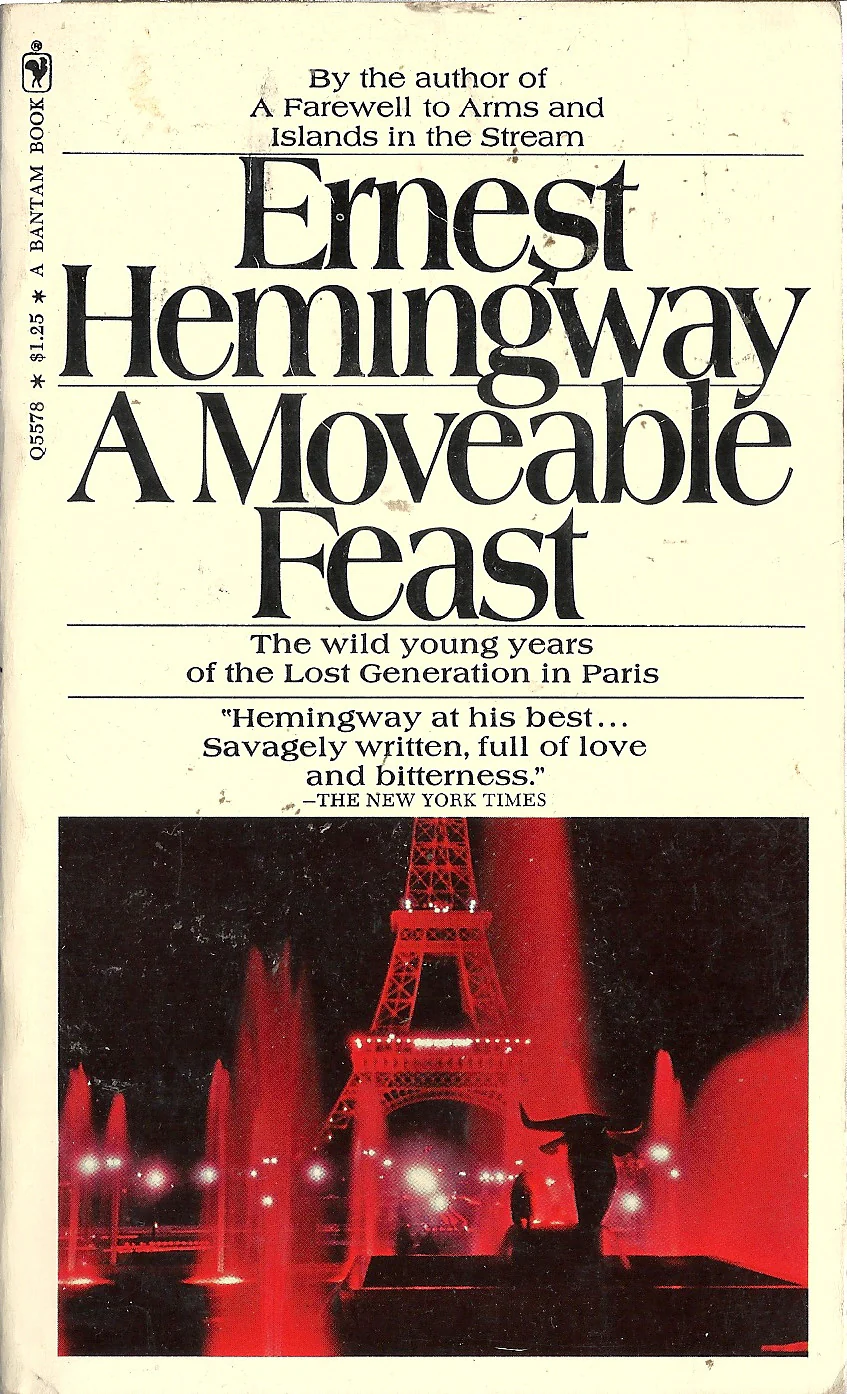 By the author of
A Farewell to Arms and
Islands in the Stream
Ernest
Hemingway
A Moveable
Feast
The wild young years
of the Lost Generation in Paris
"Hemingway at his best...
Savagely written, full of love
and bitterness."
—THE NEW YORK TIMES
Q5578 * $1.25 * A BANTAM BOOK ®